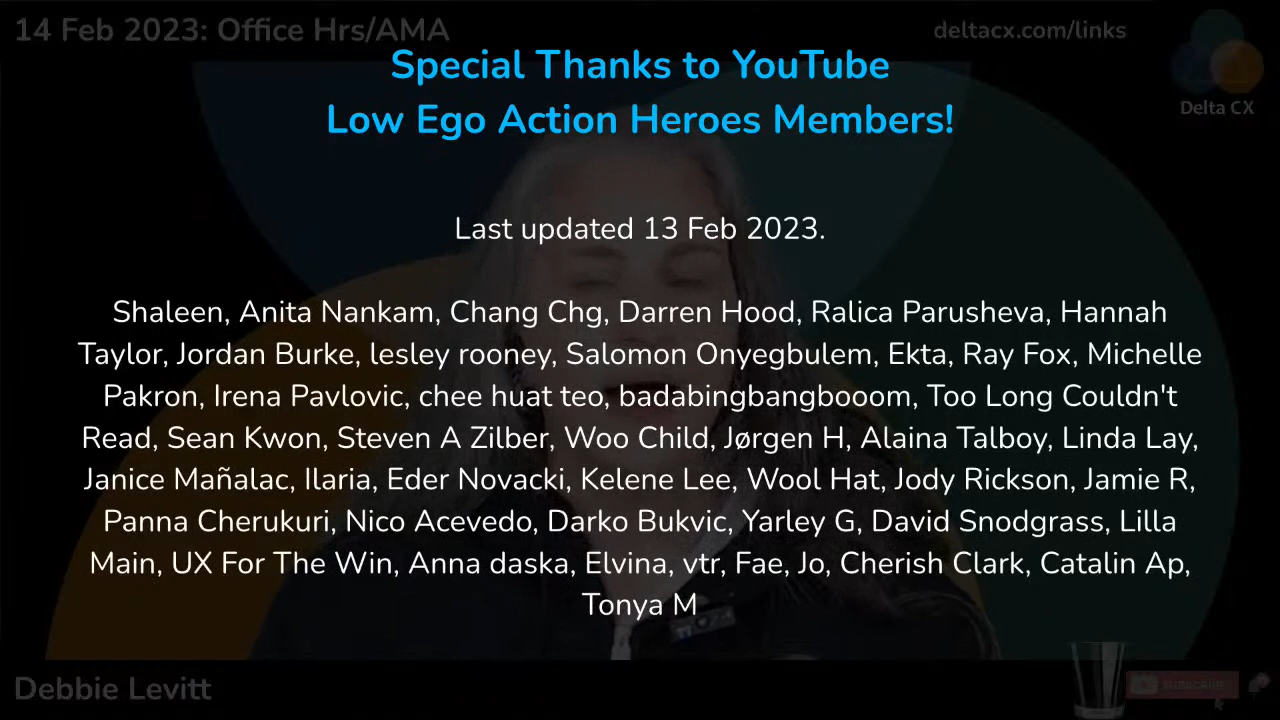 14 Feb 2023: Office Hrs/AMA
deltacx.com/links
Special Thanks to YouTube
Low Ego Action Heroes Members!
Delta CX
Last updated 13 Feb 2023.
Shaleen, Anita Nankam, Chang Chg, Darren Hood, Ralica Parusheva, Hannah
Taylor, Jordan Burke, lesley rooney, Salomon Onyegbulem, Ekta, Ray Fox, Michelle
Pakron, Irena Pavlovic, chee huat teo, badabingbangbooom, Too Long Couldn't
Read, Sean Kwon, Steven A Zilber, Woo Child, Jørgen H, Alaina Talboy, Linda Lay,
Janice Mañalac, Ilaria, Eder Novacki, Kelene Lee, Wool Hat, Jody Rickson, Jamie R,
Panna Cherukuri, Nico Acevedo, Darko Bukvic, Yarley G, David Snodgrass, Lilla
Main, UX For The Win, Anna daska, Elvina, vtr, Fae, Jo, Cherish Clark, Catalin Ap,
Tonya M
Debbie Levitt
SUBSCRIBE